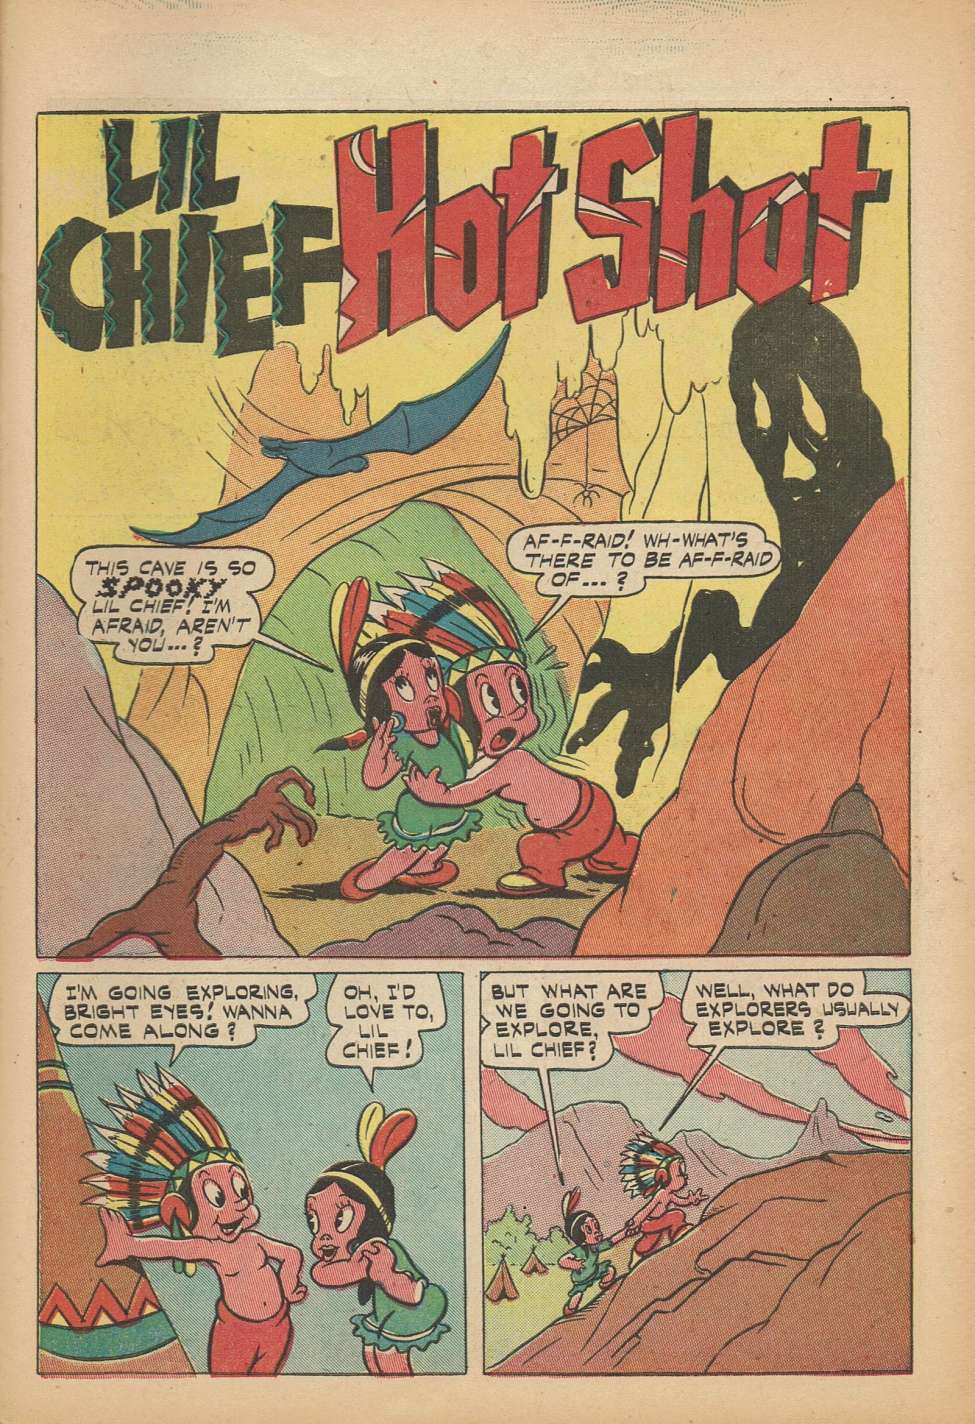 LIL
CHIEF Hot Shot
THIS CAVE IS SO
SPOOKY
LIL CHIEF! I'M
AFRAID, AREN'T
YOU...?
AF-F-RAID! WH-WHAT'S
THERE TO BE AF-F-RAID
OF...?
I'M GOING EXPLORING,
BRIGHT EYES! WANNA
COME ALONG?
OH, I'D
LOVE TO,
LIL
CHIEF!
BUT WHAT ARE
WE GOING TO
EXPLORE,
LIL CHIEF?
WELL, WHAT DO
EXPLORERS USUALLY
EXPLORE?